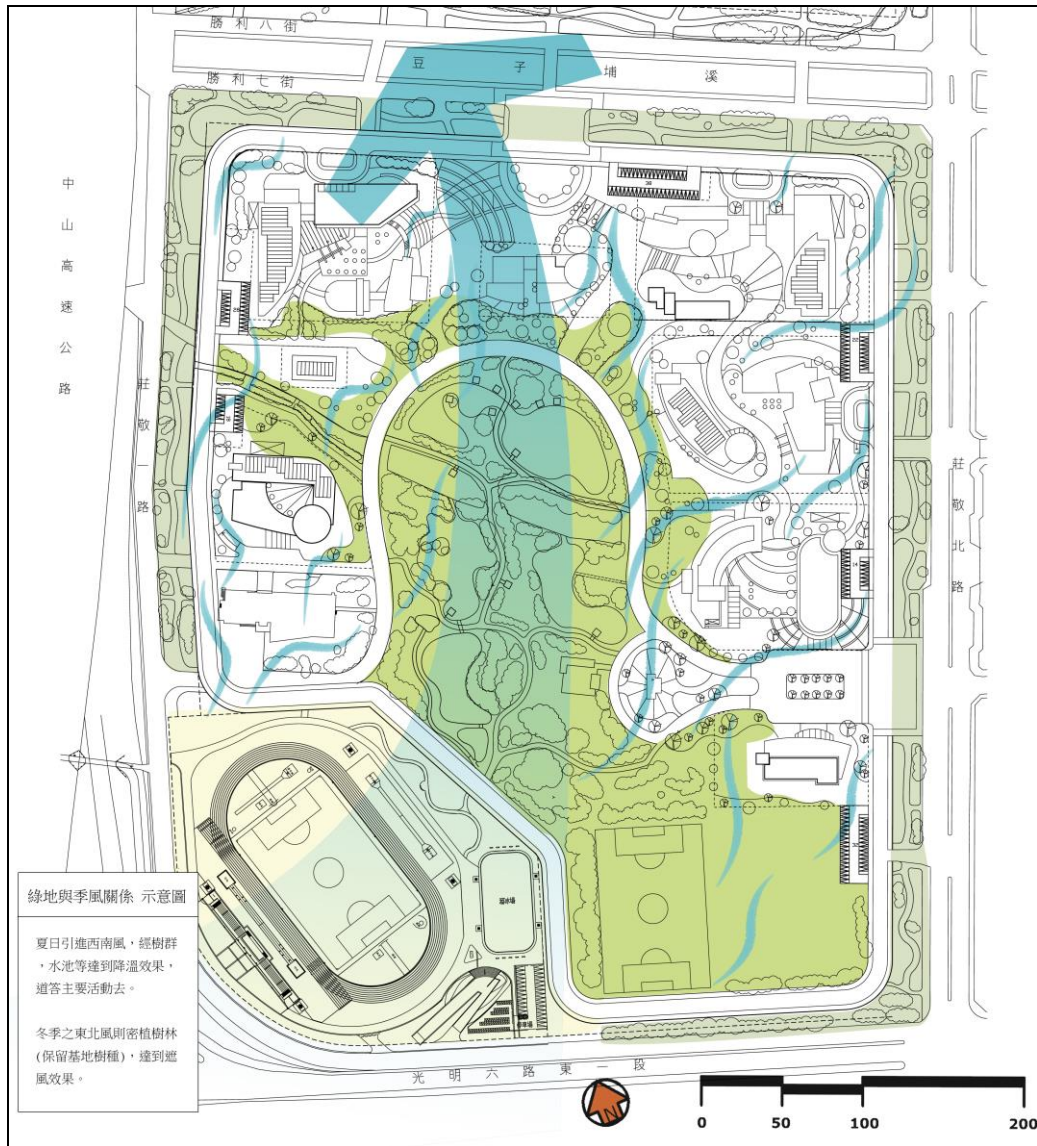 勝利八街
豆子埔溪
勝利七街
中山高速公路
莊敬一路
莊敬北路
綠地與季風關係 示意圖
夏日引進西南風，經樹群
，水池等達到降溫效果，
道答主要活動去。
冬季之東北風則密植樹林
(保留基地樹種)，達到遮
風效果。
溜冰場
光明六路東一段
N
0 50 100 200